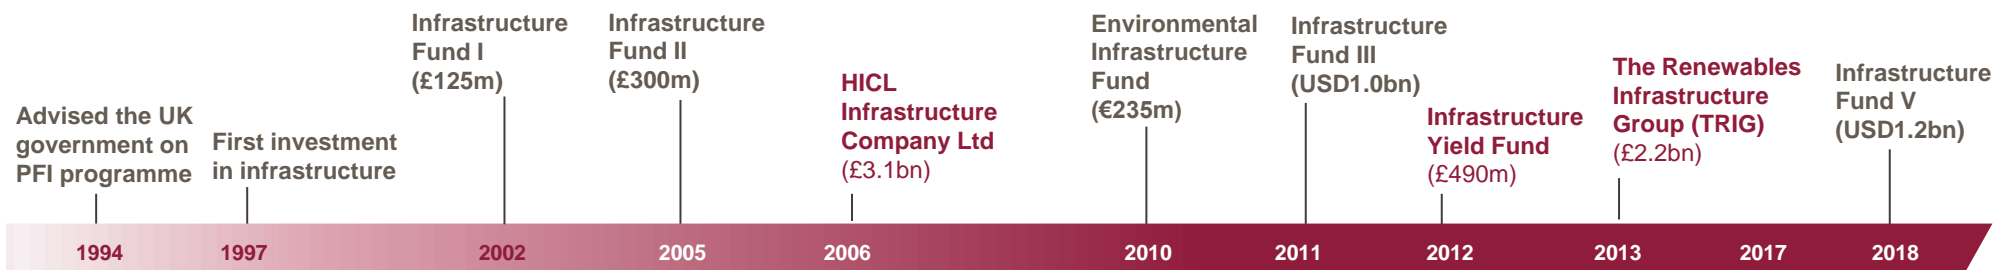 Advised the UK
government on
PFI programme
First investment
in infrastructure
Infrastructure
Fund I
(£125m)
Infrastructure
Fund II
(£300m)
HICL
Infrastructure
Company Ltd
(£3.1bn)
Environmental
Infrastructure
Fund
(€235m)
Infrastructure
Fund III
(USD1.0bn)
Infrastructure
Yield Fund
(£490m)
The Renewables
Infrastructure
Group (TRIG)
(£2.2bn)
Infrastructure
Fund V
(USD1.2bn)
1994 1997 2002 2005 2006 2010 2011 2012 2013 2017 2018